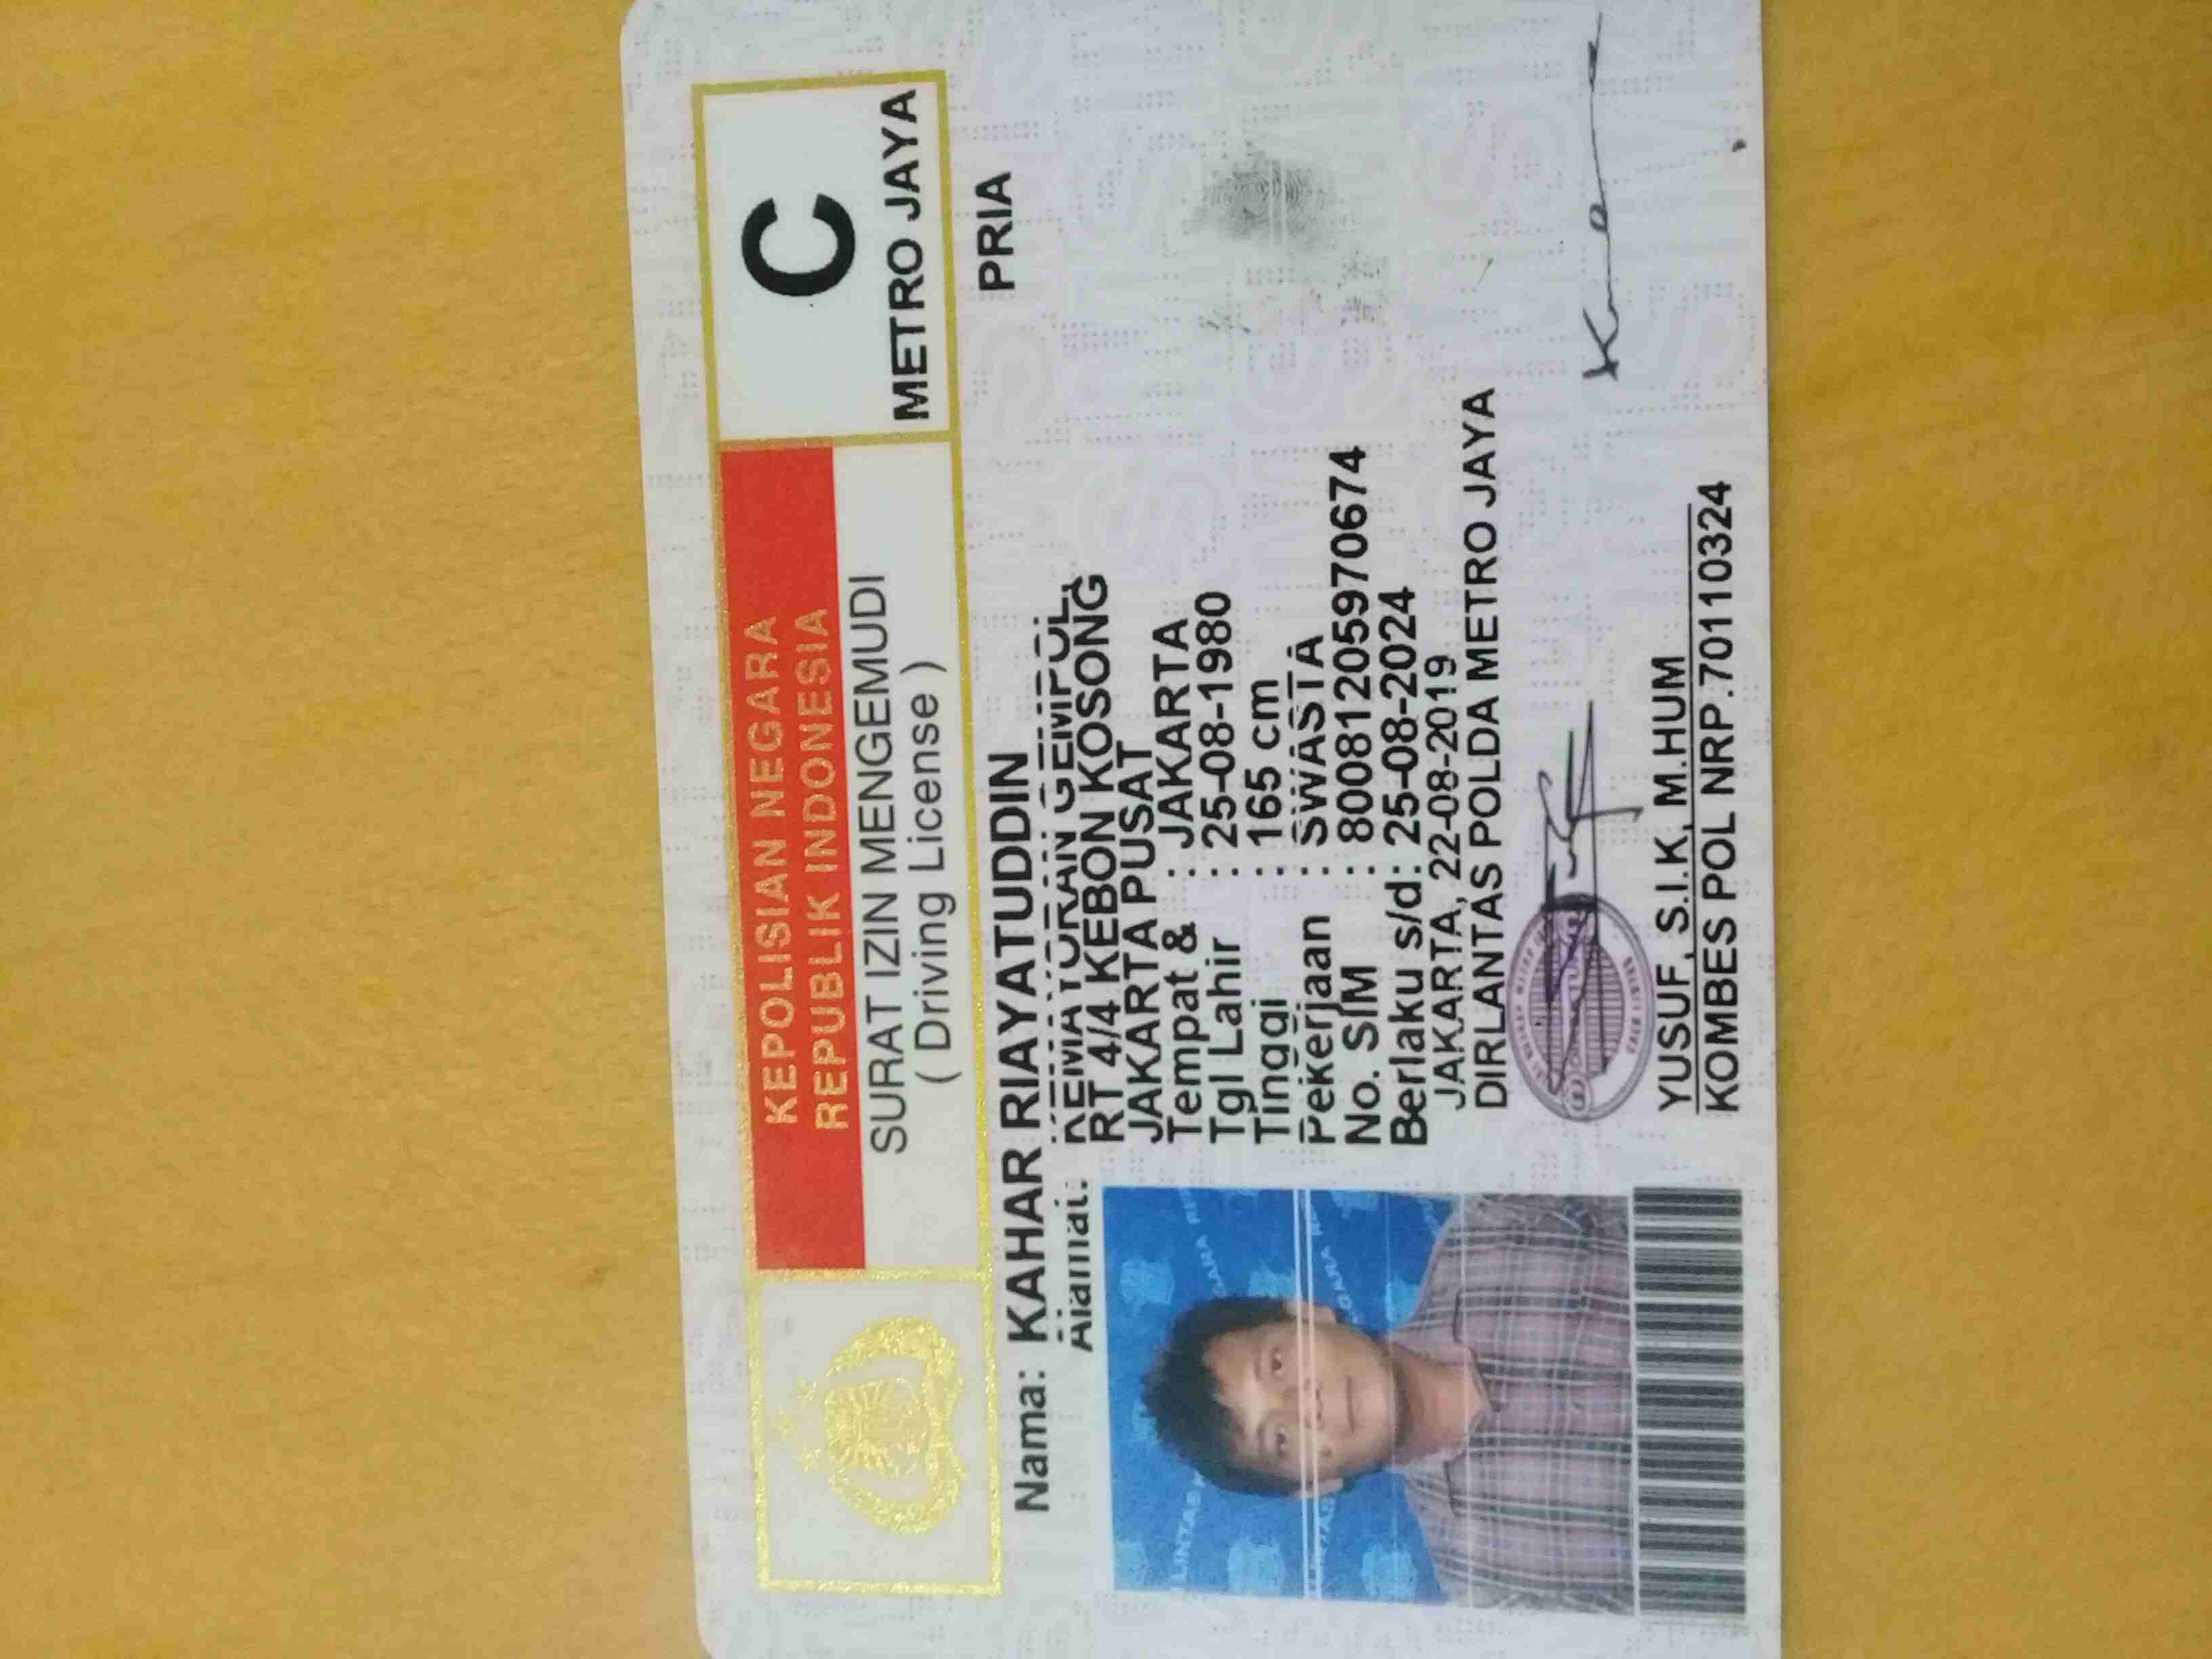 KEPOLISIAN NEGARA
REPUBLIK INDONESIA
SURAT IZIN MENGEMUDI
( Driving License )
C
METRO JAYA
Nama: KAHAR RIAYATUDDIN
PRIA
Alamat: KEMAYORAN GEMPOL,
RT 4/4 KEBON KOSONG
JAKARTA PUSAT
Tempat & : JAKARTA
Tgl Lahir : 25-08-1980
Tinggi : 165 cm
Pekerjaan : SWASTA
No. SIM : 800812059970674
Berlaku s/d: 25-08-2024
JAKARTA, 22-08-2019
DIRLANTAS POLDA METRO JAYA
YUSUF, S.I.K, M.HUM
KOMBES POL NRP.70110324